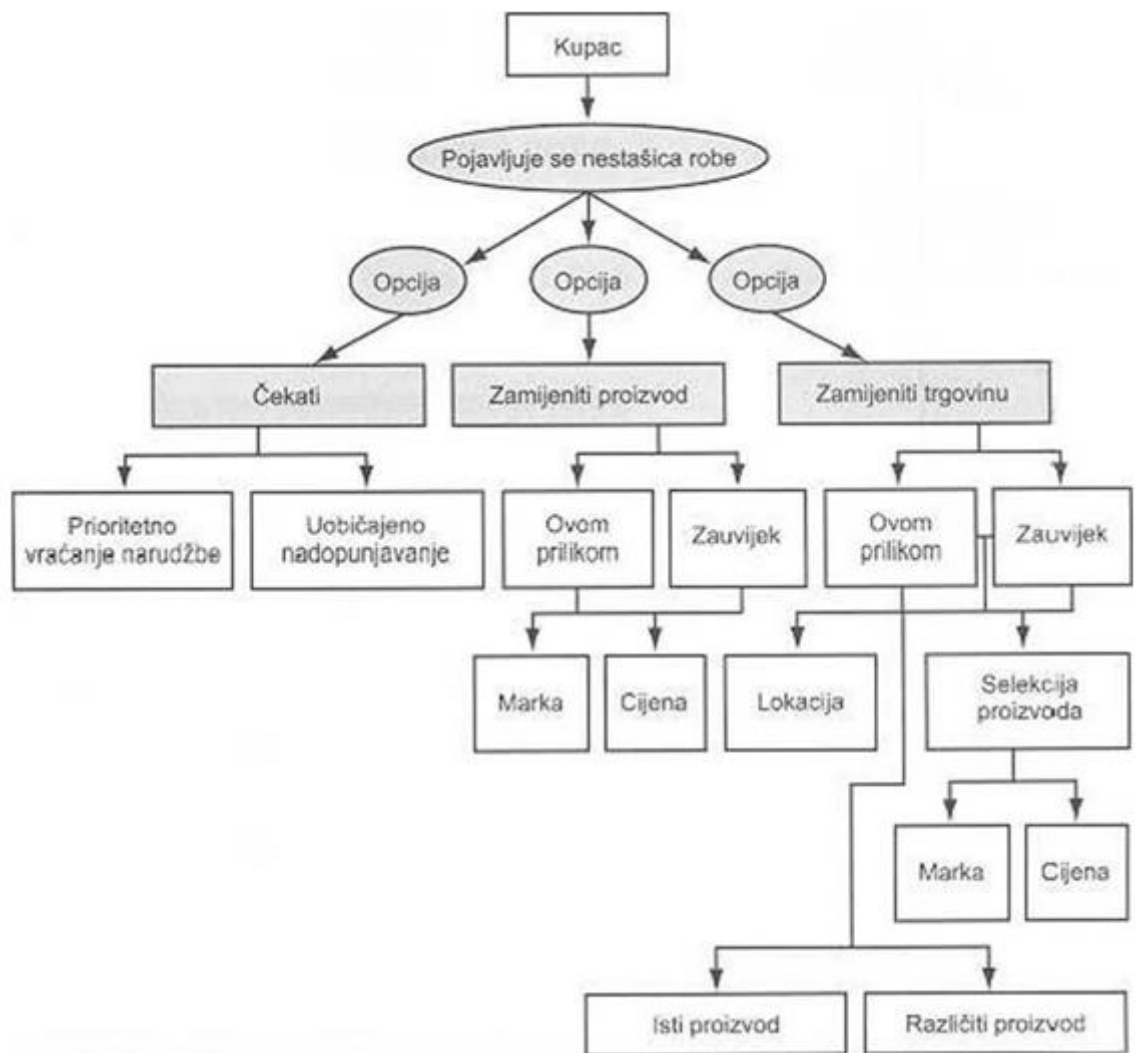 Kupac
Pojavljuje se nestašica robe
Opcija
Opcija
Opcija
Čekati
Zamijeniti proizvod
Zamijeniti trgovinu
Prioritetno
vraćanje narudžbe
Uobičajeno
nadopunjavanje
Ovom
prilikom
Zauvijek
Ovom
prilikom
Zauvijek
Marka
Cijena
Lokacija
Selekcija
proizvoda
Marka
Cijena
Isti proizvod
Različiti proizvod